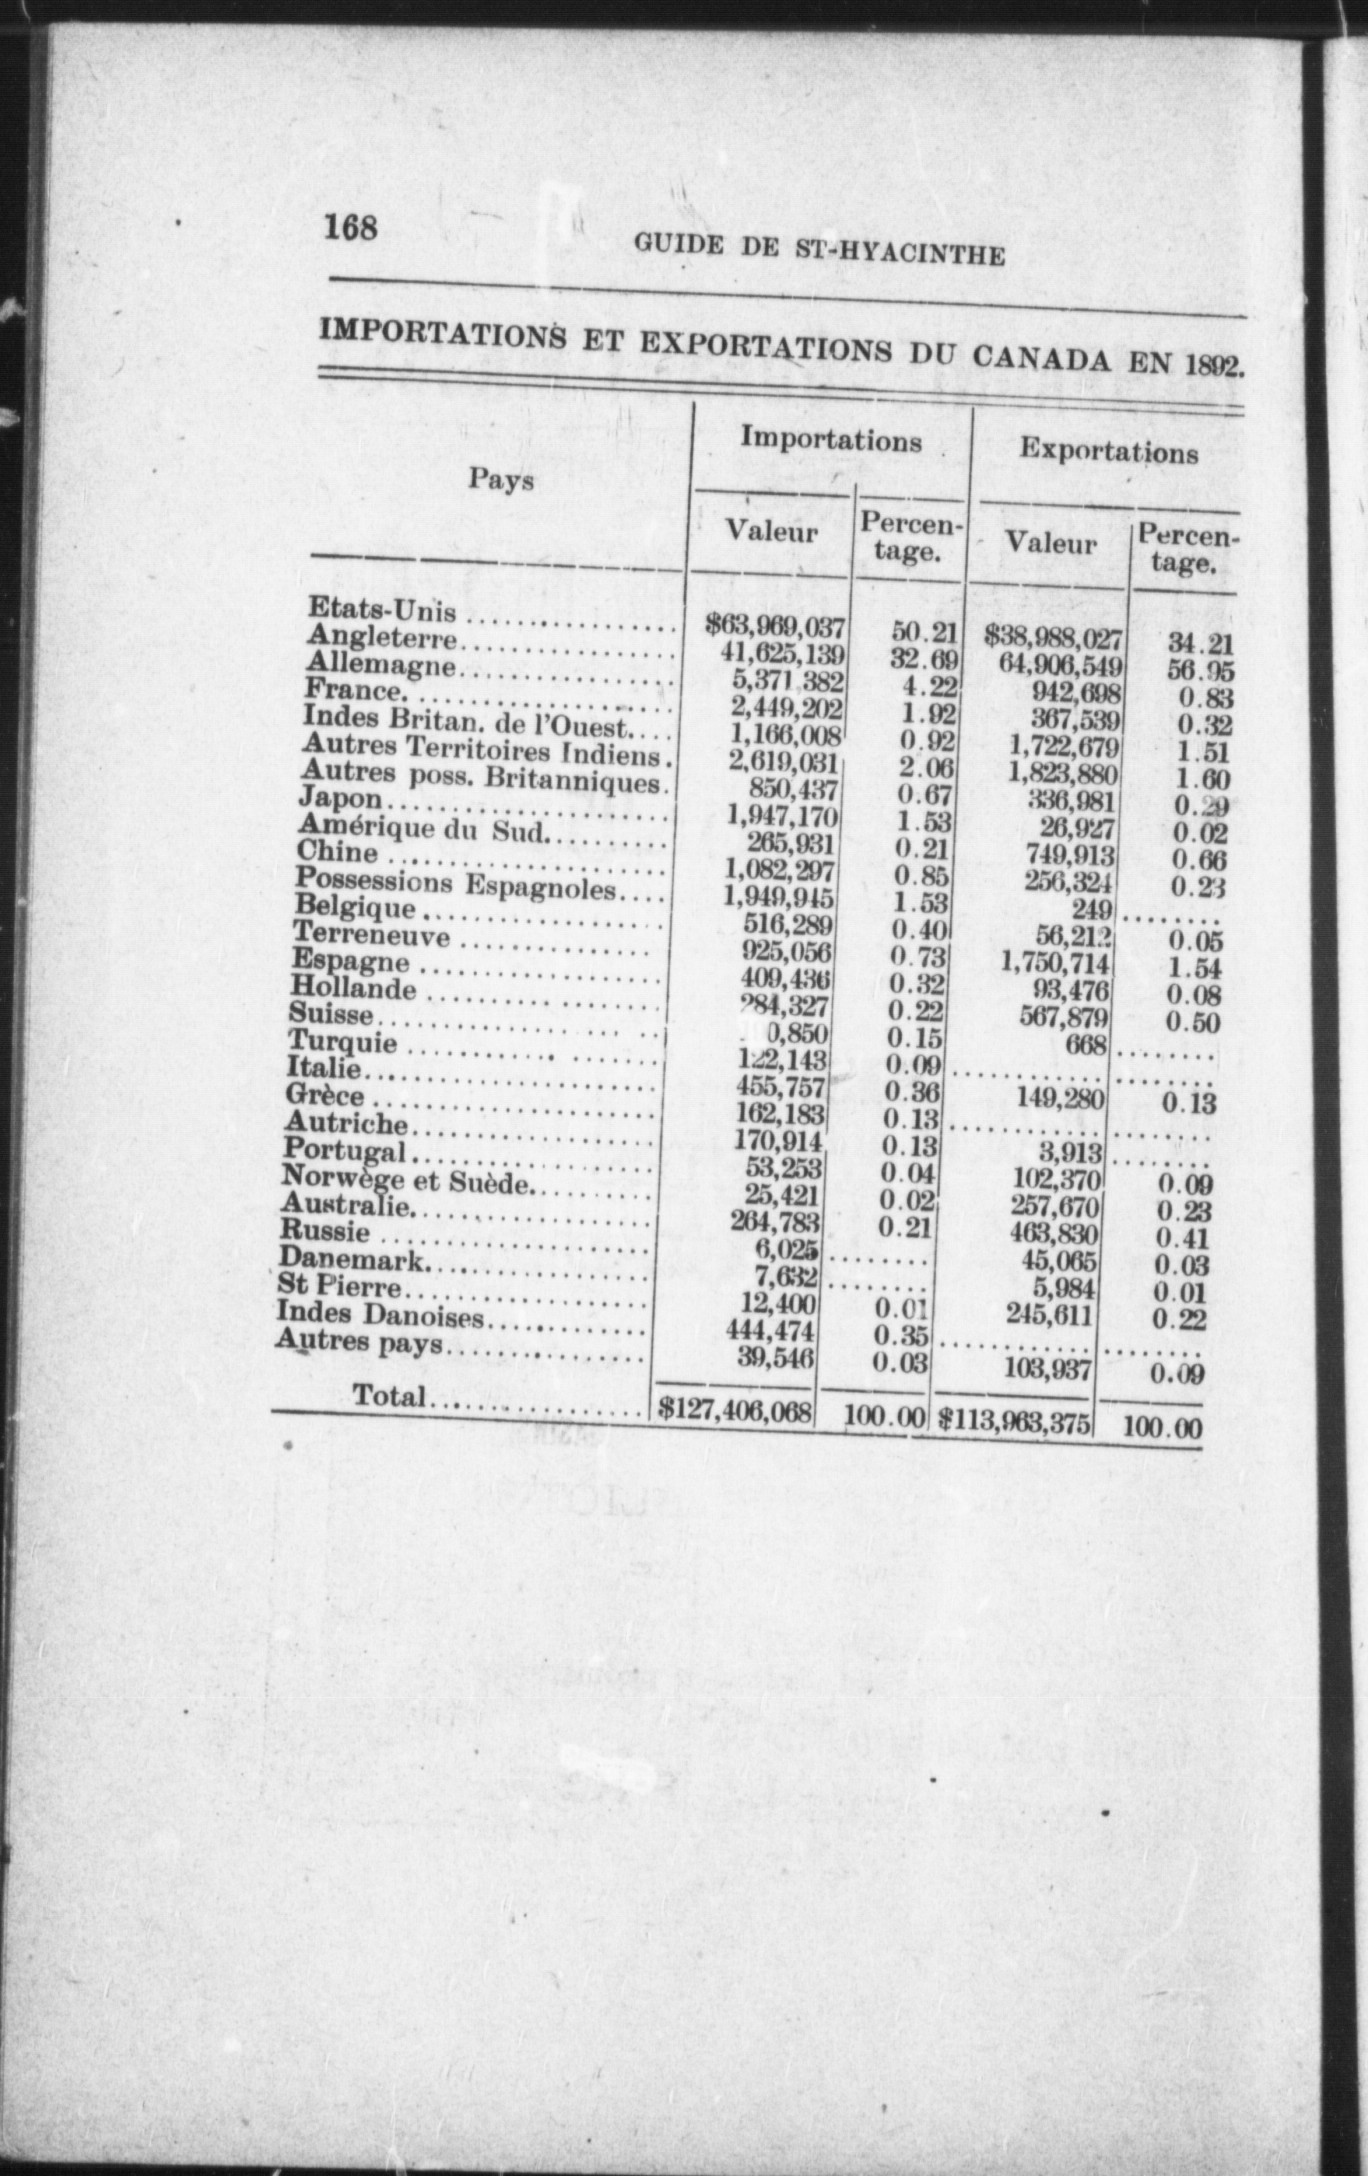 168
GUIDE DE ST-HYACINTHE
IMPORTATIONS ET EXPORTATIONS DU CANADA EN 1892.
Pays
Importations
Exportations
Valeur
Percen-
tage.
Valeur
Percen-
tage.
Etats-Unis ................ $63,969,037 50.21 $38,988,027 34.21
Angleterre................ 41,625,139 32.69 64,906,549 56.95
Allemagne................ 5,371 382 4.22 942,698 0.83
France..................... 2,449,202 1.92 367,539 0.32
Indes Britan. de l'Ouest.... 1,166,008 0.92 1,722,679 1.51
Autres Territoires Indiens. 2,619,031 2.06 1,823,880 1.60
Autres poss. Britanniques. 850,437 0.67 336,981 0.29
Japon...................... 1,947,170 1.53 26,927 0.02
Amérique du Sud.......... 265,931 0.21 749,913 0.66
Chine ...................... 1,082,297 0.85 256,324 0.23
Possessions Espagnoles.... 1,949,945 1.53 249 ........
Belgique ................... 516,289 0.40 56,212 0.05
Terreneuve ............... 925,056 0.73 1,750,714 1.54
Espagne ................... 409,436 0.32 93,476 0.08
Hollande .................. 284,327 0.22 567,879 0.50
Suisse...................... 0,850 0.15 668 ........
Turquie ................... 122,143 0.09 ............ ........
Italie....................... 455,757 0.36 149,280 0.13
Grèce ...................... 162,183 0.13 ............ ........
Autriche................... 170,914 0.13 3,913 ........
Portugal................... 53,253 0.04 102,370 0.09
Norwège et Suède.......... 25,421 0.02 257,670 0.23
Australie................... 264,783 0.21 463,830 0.41
Russie ..................... 6,025 ........ 45,065 0.03
Danemark.................. 7,632 ........ 5,984 0.01
St Pierre................... 12,400 0.01 245,611 0.22
Indes Danoises............. 444,474 0.35 ............ ........
Autres pays................ 39,546 0.03 103,937 0.09
Total................. $127,406,068 100.00 $113,963,375 100.00